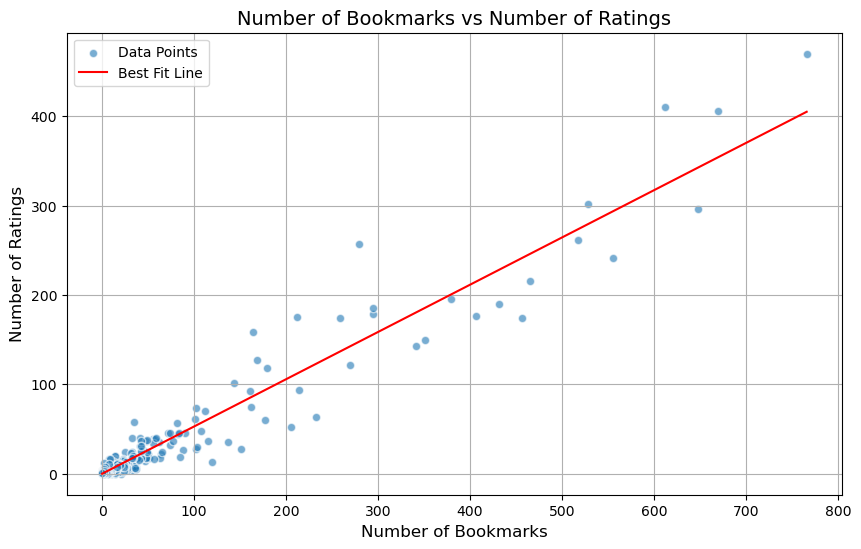 Number of Bookmarks vs Number of Ratings
Data Points
Best Fit Line
Number of Ratings
400
300
200
100
0
0 100 200 300 400 500 600 700 800
Number of Bookmarks